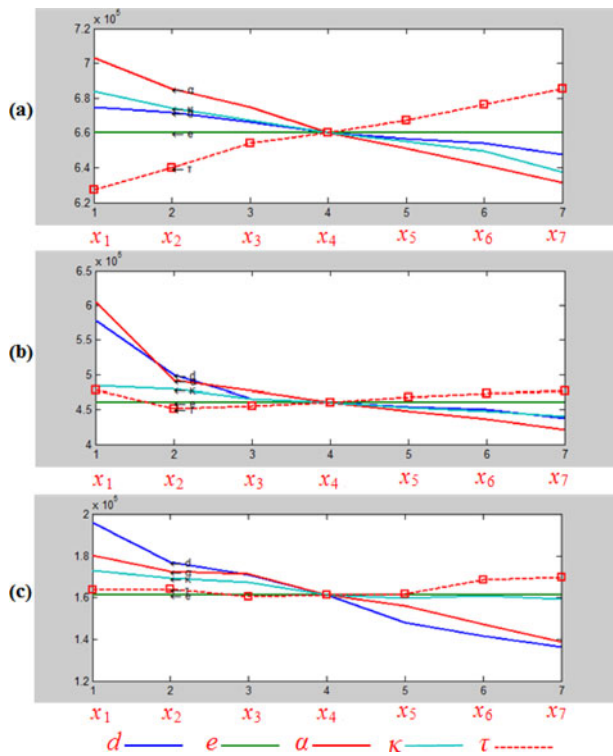 (a)
× 10⁵
7.2
7
6.8
6.6
6.4
6.2
← α
← κ
← d
← e
← τ
1 2 3 4 5 6 7
x₁ x₂ x₃ x₄ x₅ x₆ x₇
(b)
× 10⁵
6.5
6
5.5
5
4.5
4
← d
← α
← κ
← e
← τ
1 2 3 4 5 6 7
x₁ x₂ x₃ x₄ x₅ x₆ x₇
(c)
× 10⁵
2
1.8
1.6
1.4
1.2
← d
← α
← κ
← τ
← e
1 2 3 4 5 6 7
x₁ x₂ x₃ x₄ x₅ x₆ x₇
d e α κ τ